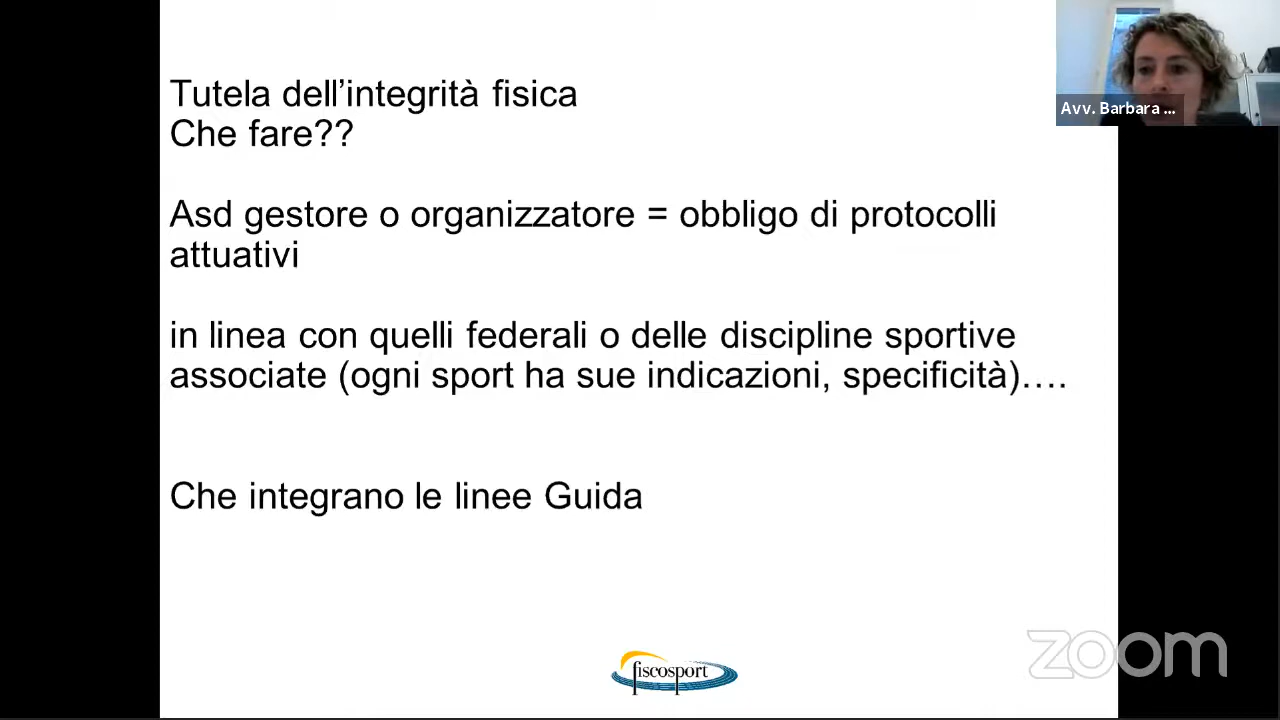 Tutela dell’integrità fisica
Che fare??
Asd gestore o organizzatore = obbligo di protocolli
attuativi
in linea con quelli federali o delle discipline sportive
associate (ogni sport ha sue indicazioni, specificità)….
Che integrano le linee Guida
Avv. Barbara ...
fiscosport
zoom